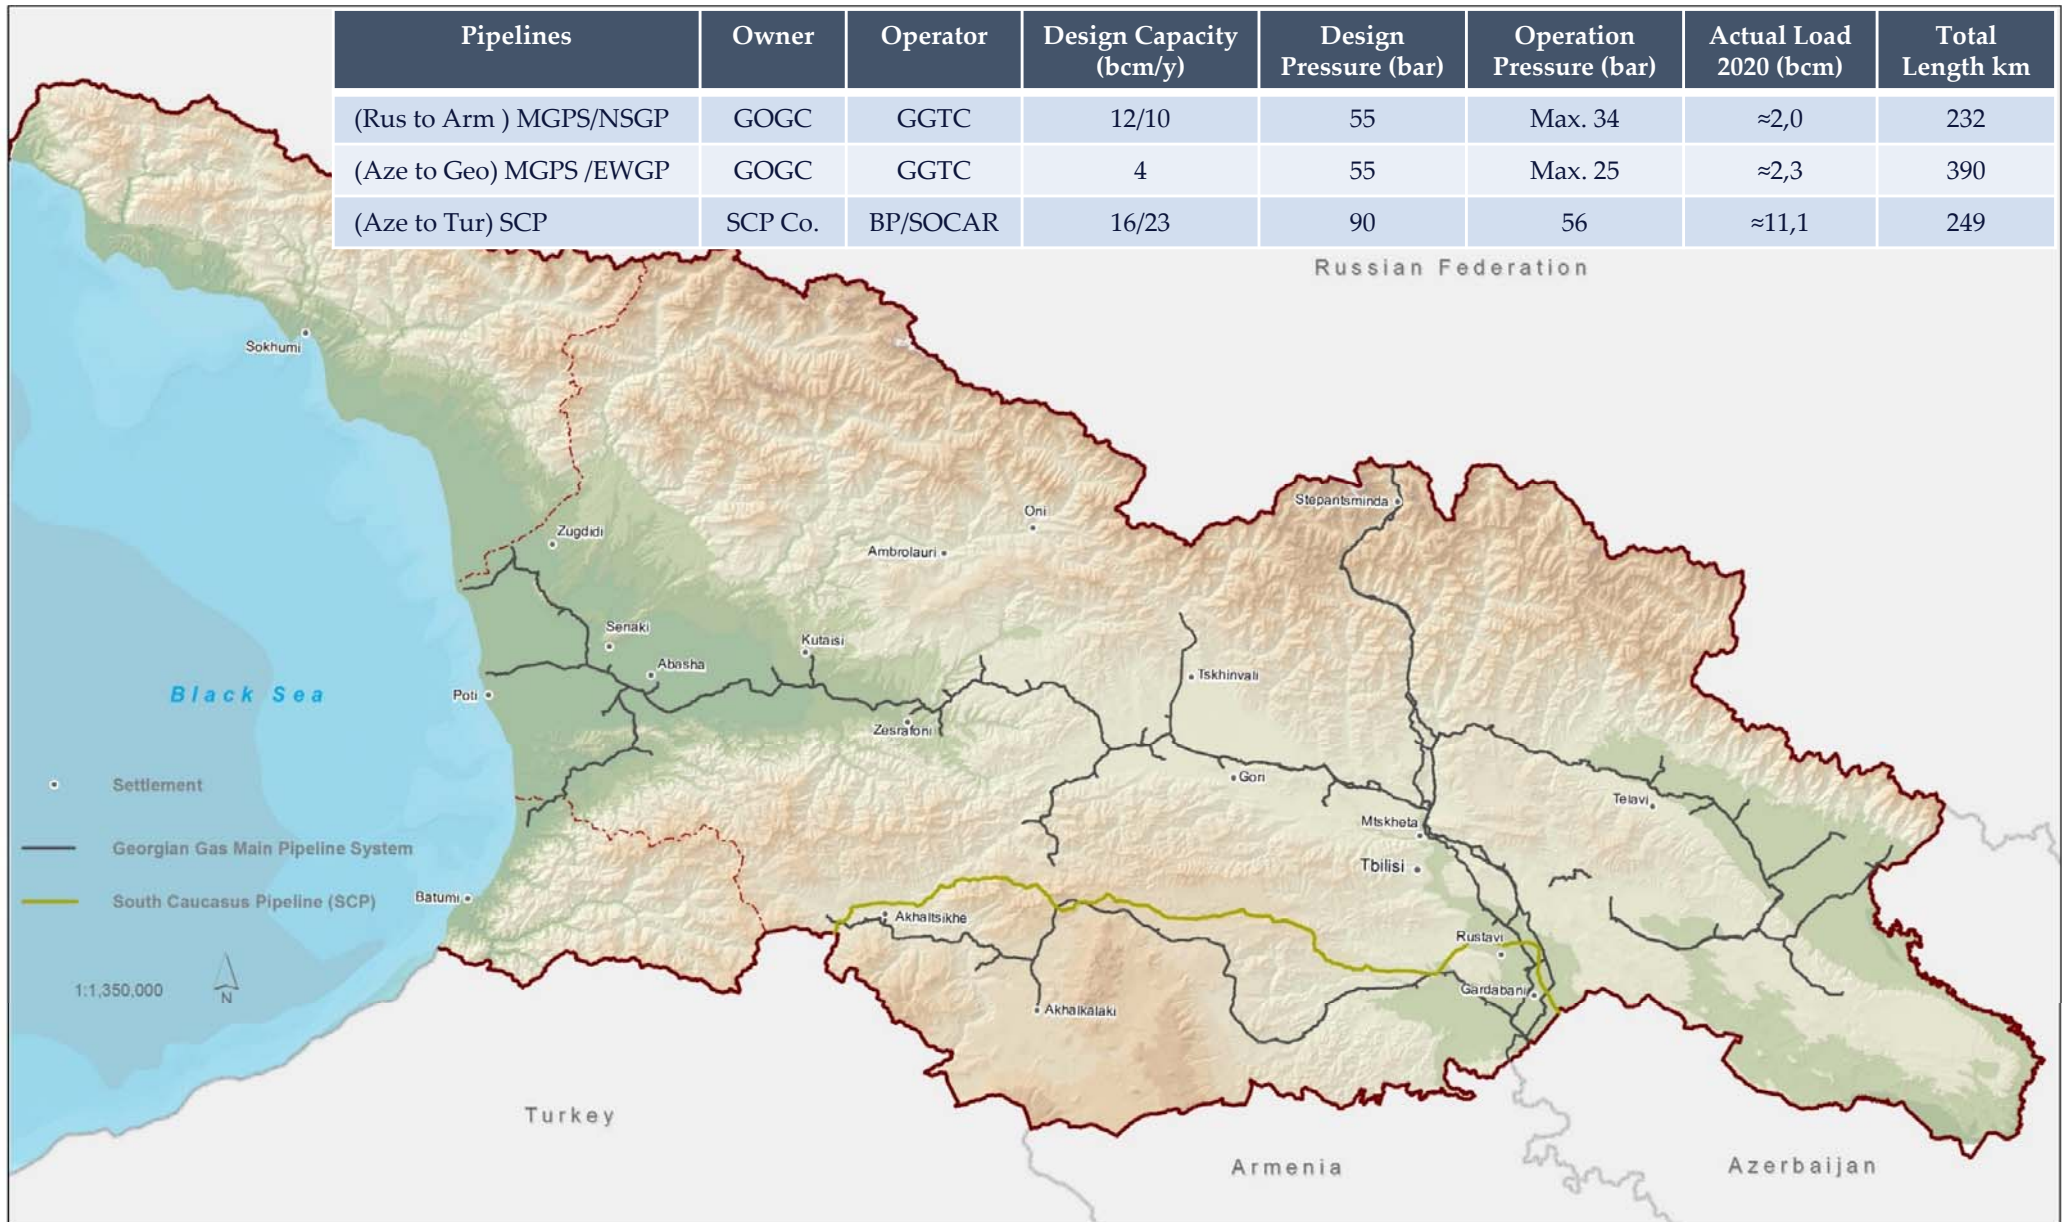 Pipelines Owner Operator Design Capacity (bcm/y) Design Pressure (bar) Operation Pressure (bar) Actual Load 2020 (bcm) Total Length km
(Rus to Arm ) MGPS/NSGP GOGC GGTC 12/10 55 Max. 34 ≈2,0 232
(Aze to Geo) MGPS /EWGP GOGC GGTC 4 55 Max. 25 ≈2,3 390
(Aze to Tur) SCP SCP Co. BP/SOCAR 16/23 90 56 ≈11,1 249
Russian Federation
Sokhumi
Stepantsminda
Oni
Zugdidi
Ambrolauri
Senaki
Kutaisi
Abasha
Tskhinvali
Poti
Black Sea
Zesrafoni
Gori
Settlement
Telavi
Mtskheta
Georgian Gas Main Pipeline System
Tbilisi
Batumi
South Caucasus Pipeline (SCP)
Akhaltsikhe
Rustavi
1:1,350,000
N
Gardabani
Akhalkalaki
Turkey
Armenia
Azerbaijan